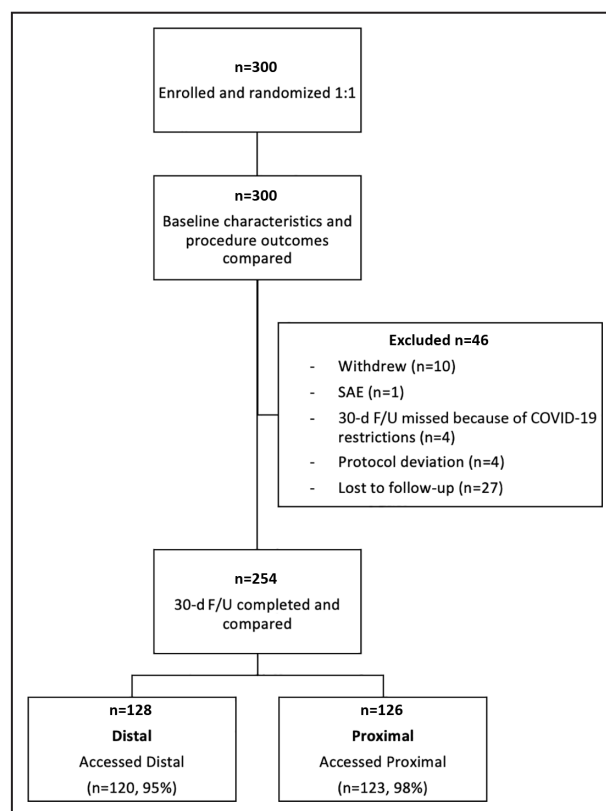 n=300
Enrolled and randomized 1:1
n=300
Baseline characteristics and
procedure outcomes
compared
Excluded n=46
- Withdrew (n=10)
- SAE (n=1)
- 30-d F/U missed because of COVID-19
restrictions (n=4)
- Protocol deviation (n=4)
- Lost to follow-up (n=27)
n=254
30-d F/U completed and
compared
n=128
Distal
Accessed Distal
(n=120, 95%)
n=126
Proximal
Accessed Proximal
(n=123, 98%)